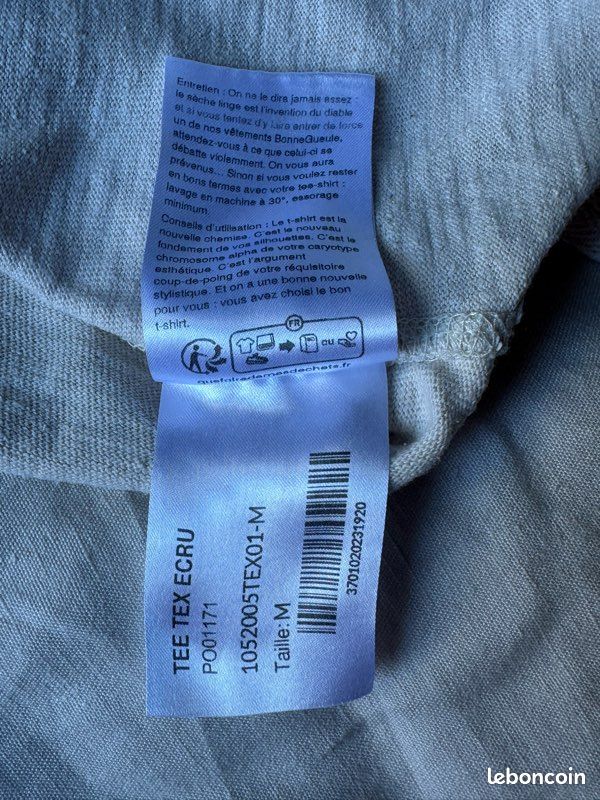 Entretien : On ne le dira jamais assez -
le sèche linge est l'invention du diable
et si vous tentez d'y faire entrer de force
un de nos vêtements BonneGueule,
attendez-vous à ce que celui-ci se
débatte violemment. On vous aura
prévenus... Sinon si vous voulez rester
en bons termes avec votre tee-shirt :
lavage en machine à 30°, essorage
minimum.
Conseils d'utilisation : Le t-shirt est la
nouvelle chemise. C'est le nouveau
fondement de vos silhouettes. C'est le
chromosome alpha de votre caryotype
esthétique. C'est l'argument
coup-de-poing de votre réquisitoire
stylistique. Et on a une bonne nouvelle
pour vous : vous avez choisi le bon
t-shirt.
FR
ou
quefairedemesdechets.fr
TEE TEX ECRU
PO01171
1052005TEX01-M
Taille: M
3701020231920
leboncoin